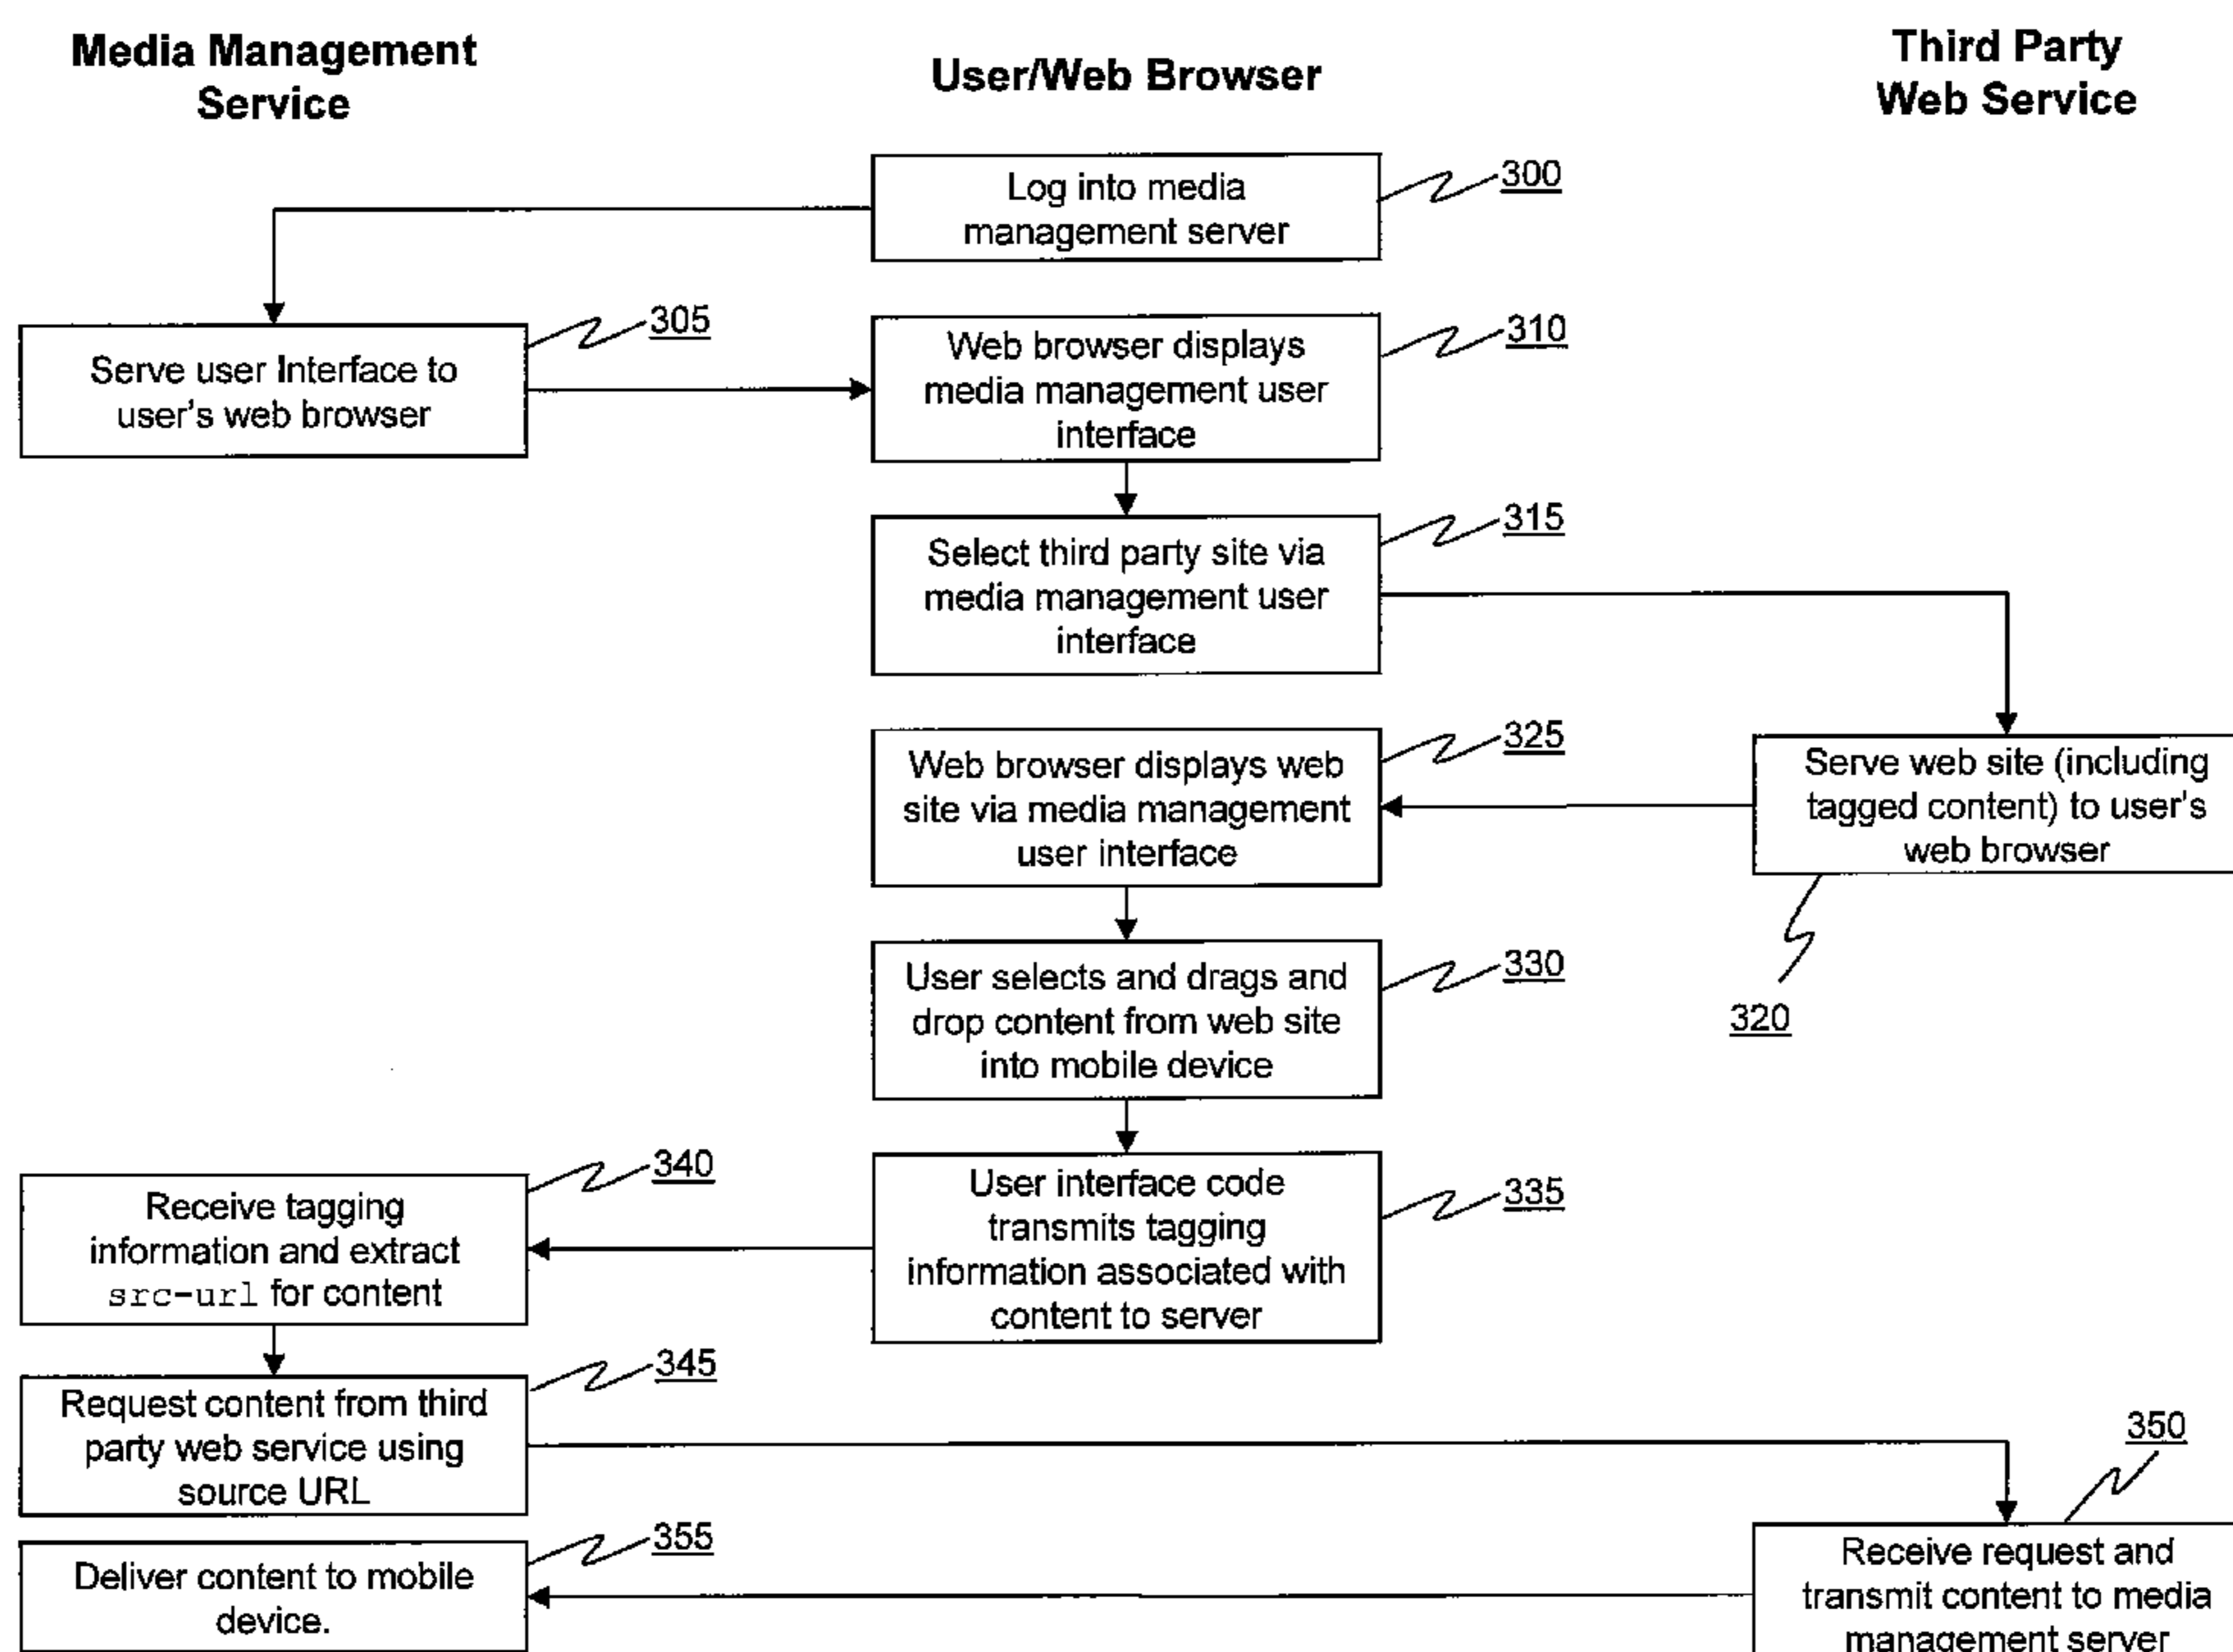 Media Management
Service
User/Web Browser
Third Party
Web Service
Log into media
management server
300
Serve user Interface to
user's web browser
305
Web browser displays
media management user
interface
310
Select third party site via
media management user
interface
315
Serve web site (including
tagged content) to user's
web browser
320
Web browser displays web
site via media management
user interface
325
User selects and drags and
drop content from web site
into mobile device
330
User interface code
transmits tagging
information associated with
content to server
335
Receive tagging
information and extract
src-url for content
340
Request content from third
party web service using
source URL
345
Receive request and
transmit content to media
management server
350
Deliver content to mobile
device.
355